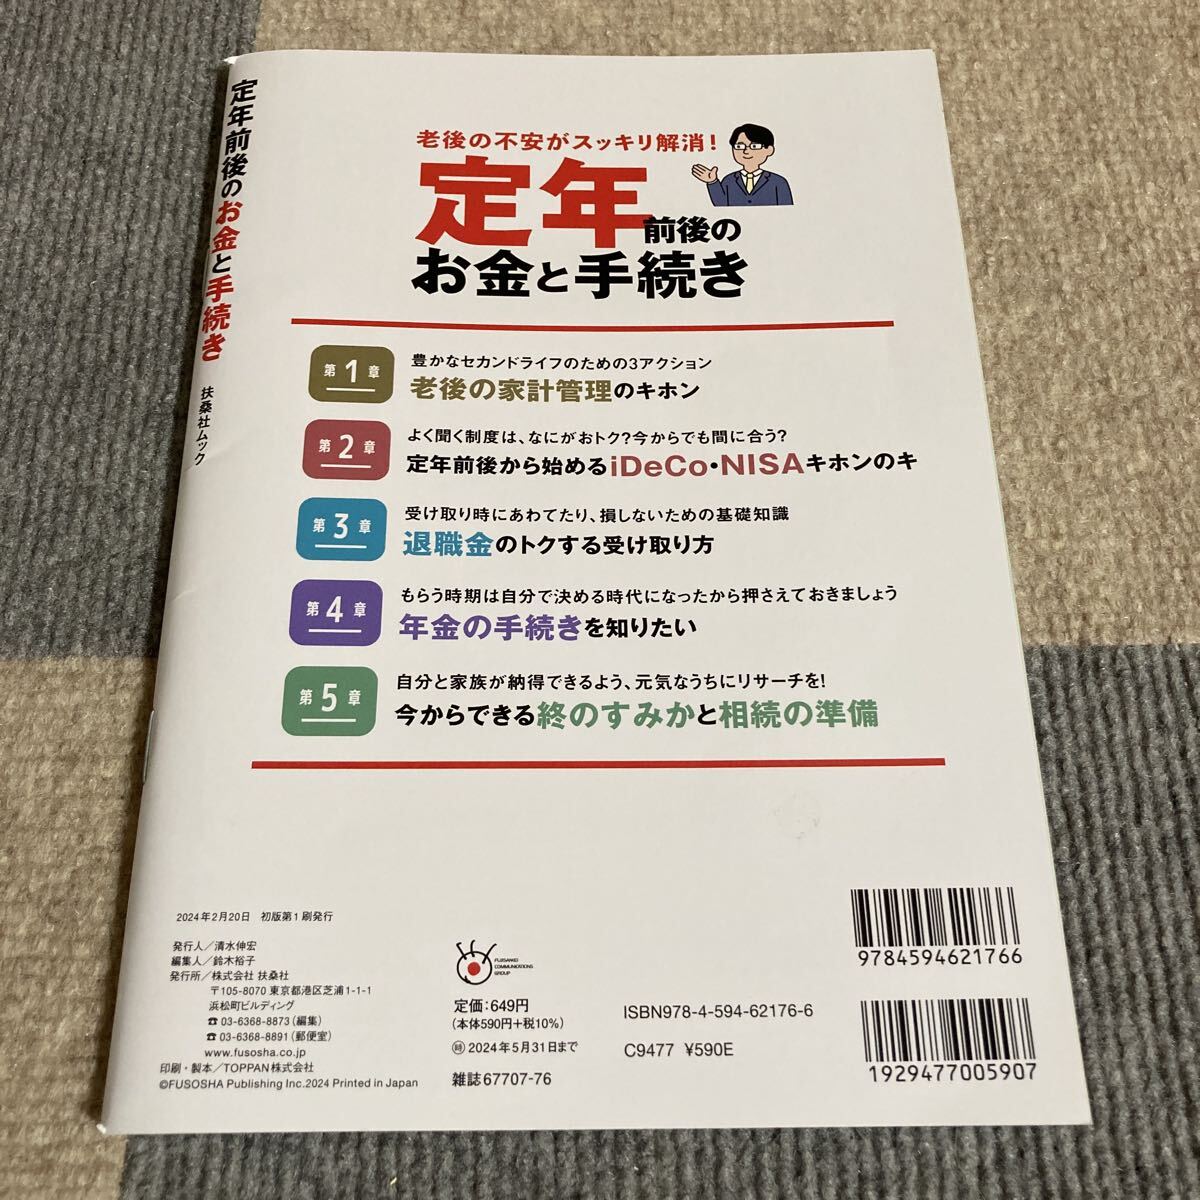 定年前後のお金と手続き
扶桑社ムック
老後の不安がスッキリ解消!
定年前後の
お金と手続き
第1章
豊かなセカンドライフのための3アクション
老後の家計管理のキホン
第2章
よく聞く制度は、なにがおトク?今からでも間に合う?
定年前後から始めるiDeCo・NISAキホンのキ
第3章
受け取り時にあわてたり、損しないための基礎知識
退職金のトクする受け取り方
第4章
もらう時期は自分で決める時代になったから押さえておきましょう
年金の手続きを知りたい
第5章
自分と家族が納得できるよう、元気なうちにリサーチを!
今からできる終のすみかと相続の準備
2024年2月20日 初版第1刷発行
発行人/清水伸宏
編集人/鈴木裕子
発行所/株式会社 扶桑社
〒105-8070 東京都港区芝浦1-1-1
浜松町ビルディング
☎03-6368-8873(編集)
☎03-6368-8891(郵便室)
www.fusosha.co.jp
印刷・製本/TOPPAN株式会社
©FUSOSHA Publishing Inc.2024 Printed in Japan
FUJISANKEI
COMMUNICATIONS
GROUP
定価:649円
(本体590円+税10%)
時 2024年5月31日まで
雑誌67707-76
ISBN978-4-594-62176-6
C9477 ¥590E
9784594621766
1929477005907